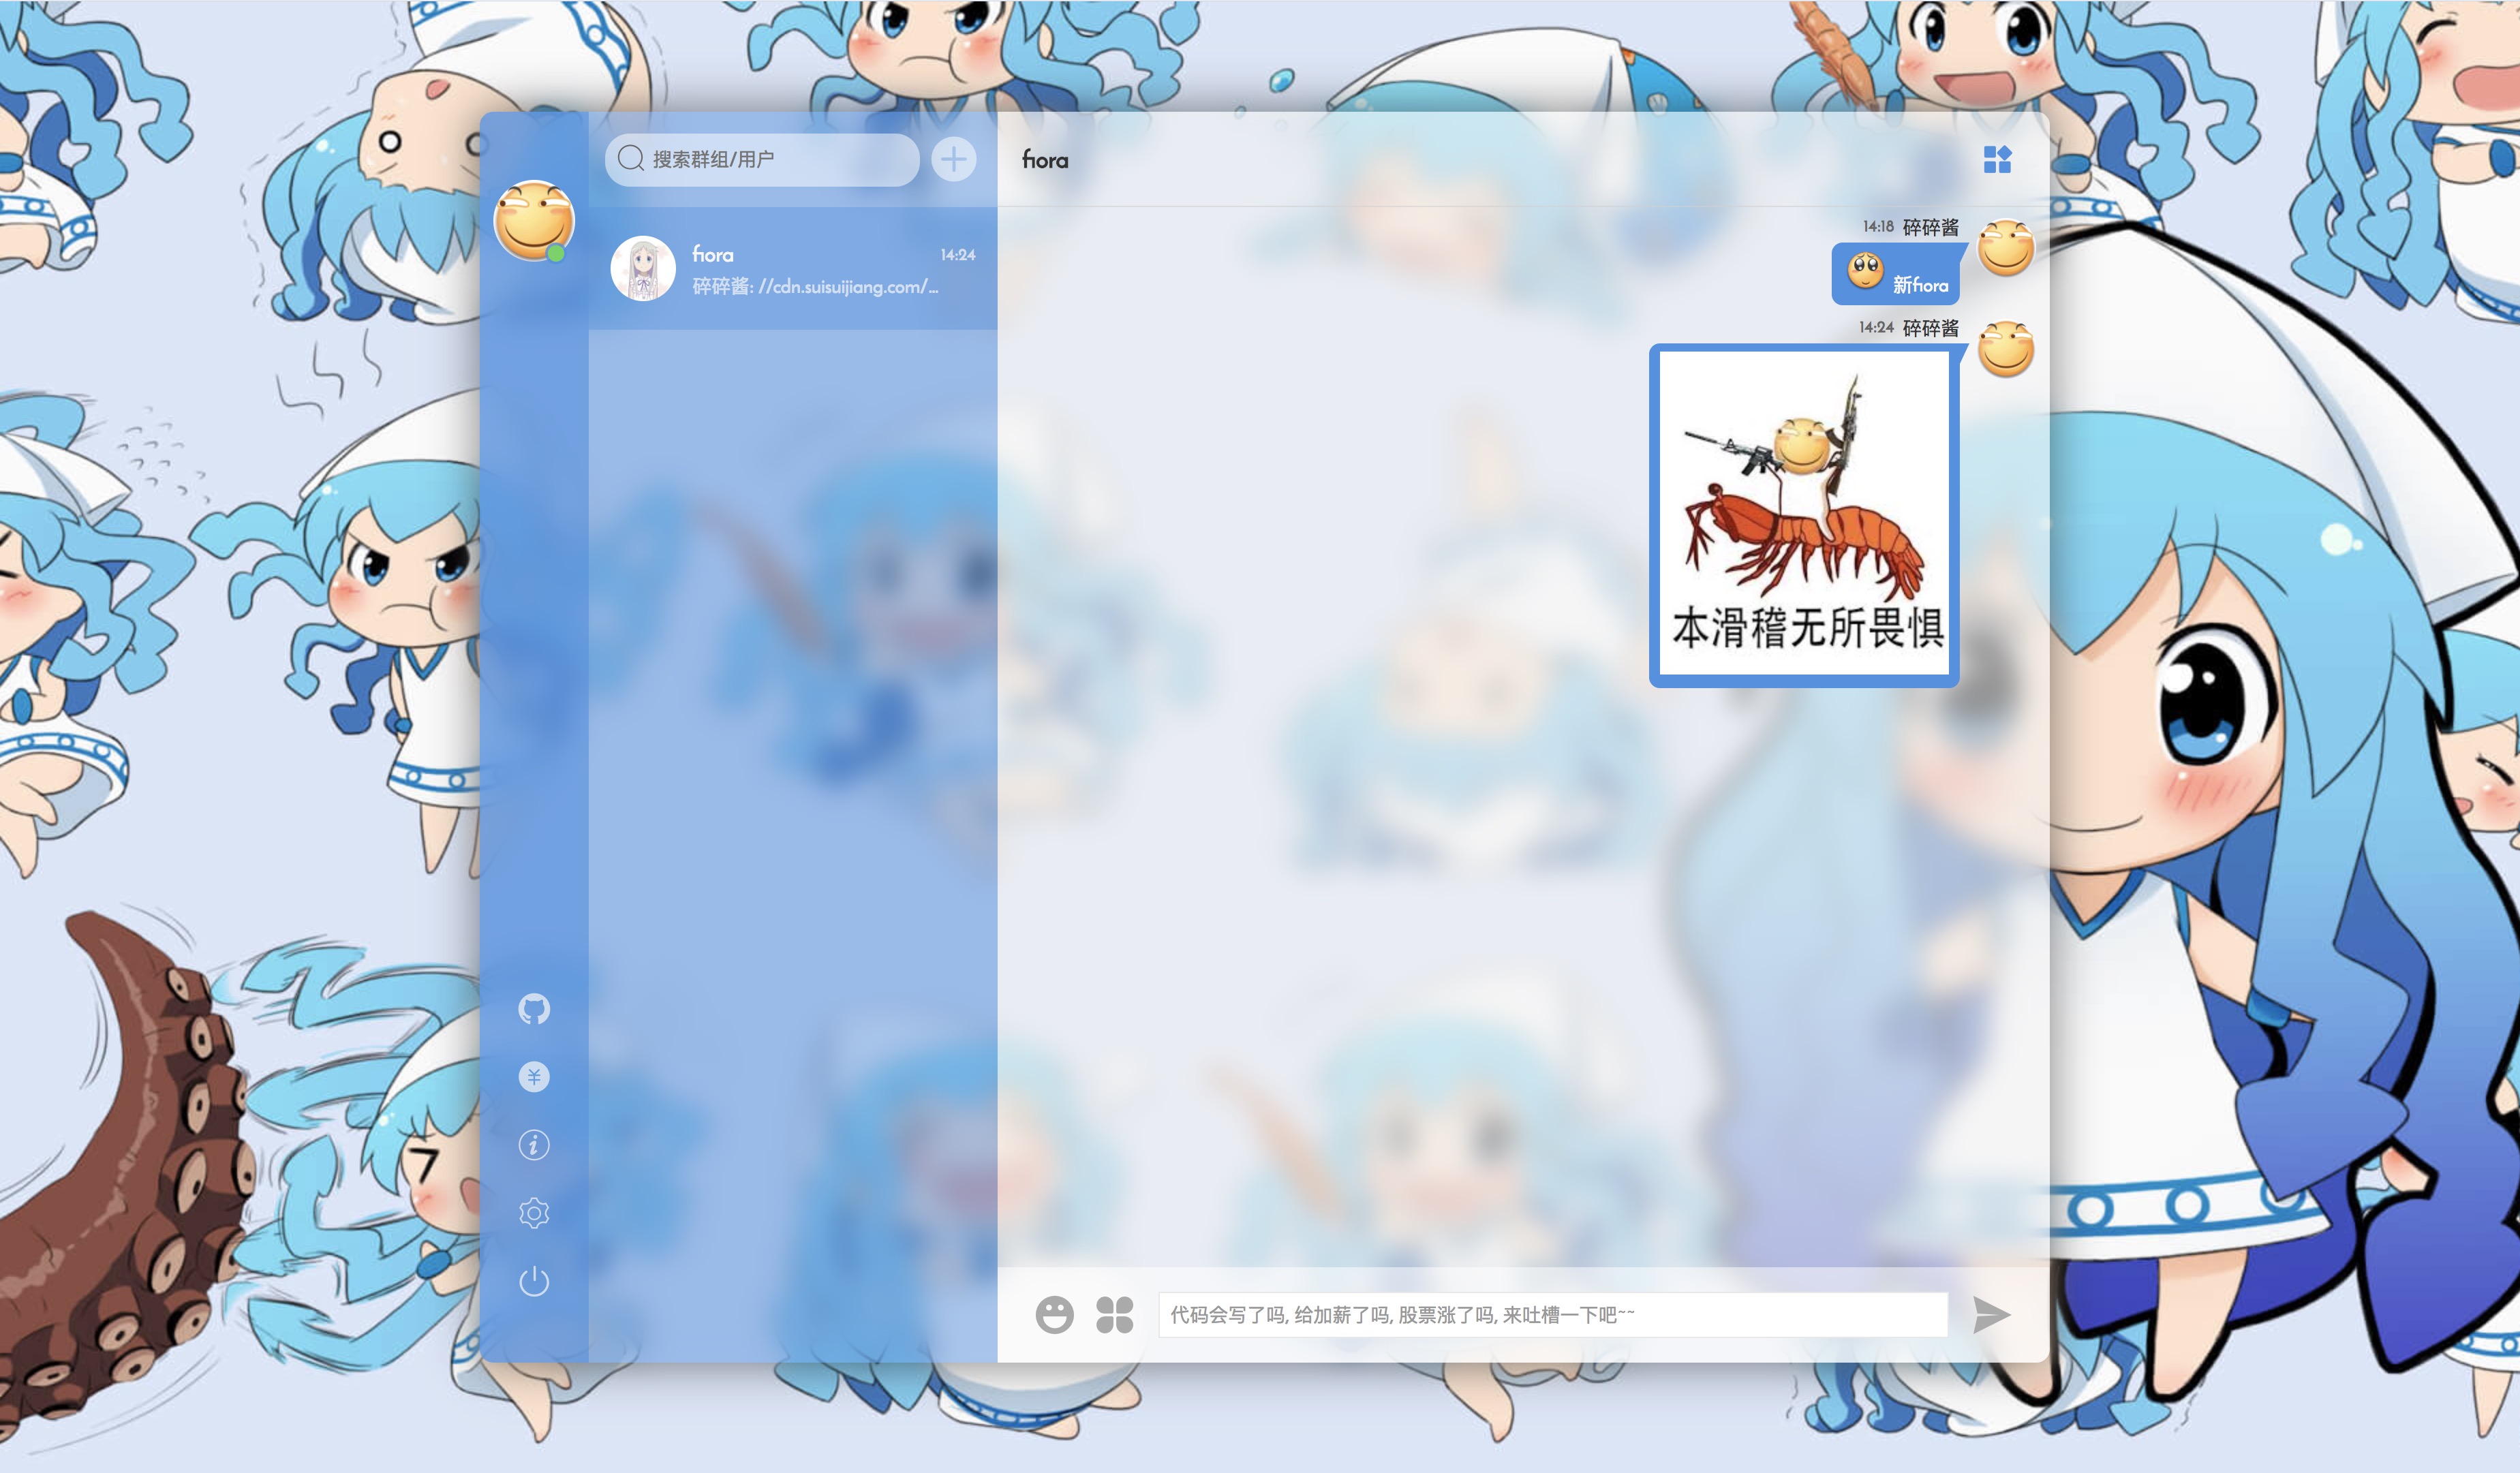 搜索群组/用户
fiora
14:24
碎碎酱: //cdn.suisuijiang.com/...
fiora
14:18 碎碎酱
新fiora
14:24 碎碎酱
本滑稽无所畏惧
代码会写了吗, 给加薪了吗, 股票涨了吗, 来吐槽一下吧~~